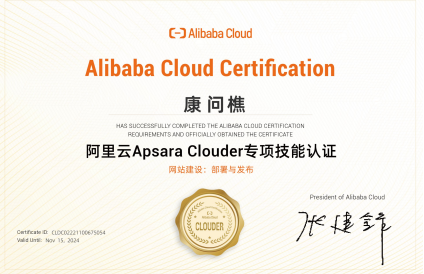 Alibaba Cloud
Alibaba Cloud Certification
康问樵
HAS SUCCESSFULLY COMPLETED THE ALIBABA CLOUD CERTIFICATION
REQUIREMENTS AND OFFICIALLY OBTAINED THE CERTIFICATE
阿里云Apsara Clouder专项技能认证
网站建设：部署与发布
President of Alibaba Cloud
CLOUDER
Certificate ID: CLDC02221100675054
Valid Until: Nov 15, 2024